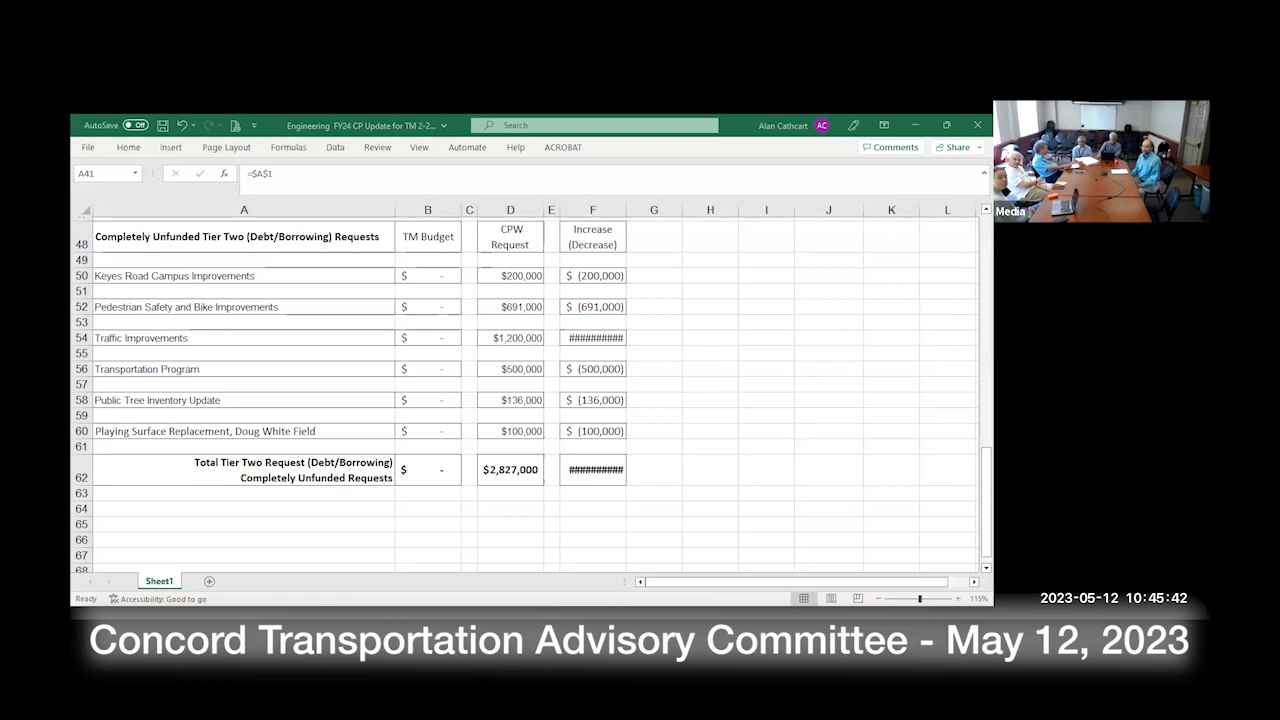 AutoSave Off Engineering FY24 CP Update for TM 2-2... Search Alan Cathcart AC
File Home Insert Page Layout Formulas Data Review View Automate Help ACROBAT Comments Share
A41 fx =$A$1
A B C D E F G H I J K L
48 Completely Unfunded Tier Two (Debt/Borrowing) Requests TM Budget CPW Request Increase (Decrease)
49
50 Keyes Road Campus Improvements $ - $200,000 $ (200,000)
51
52 Pedestrian Safety and Bike Improvements $ - $691,000 $ (691,000)
53
54 Traffic Improvements $ - $1,200,000 ##########
55
56 Transportation Program $ - $500,000 $ (500,000)
57
58 Public Tree Inventory Update $ - $136,000 $ (136,000)
59
60 Playing Surface Replacement, Doug White Field $ - $100,000 $ (100,000)
61
Total Tier Two Request (Debt/Borrowing)
62 Completely Unfunded Requests $ - $2,827,000 ##########
63
64
65
66
67
68
Sheet1
Ready Accessibility: Good to go 115%
Media
2023-05-12 10:45:42
Concord Transportation Advisory Committee - May 12, 2023